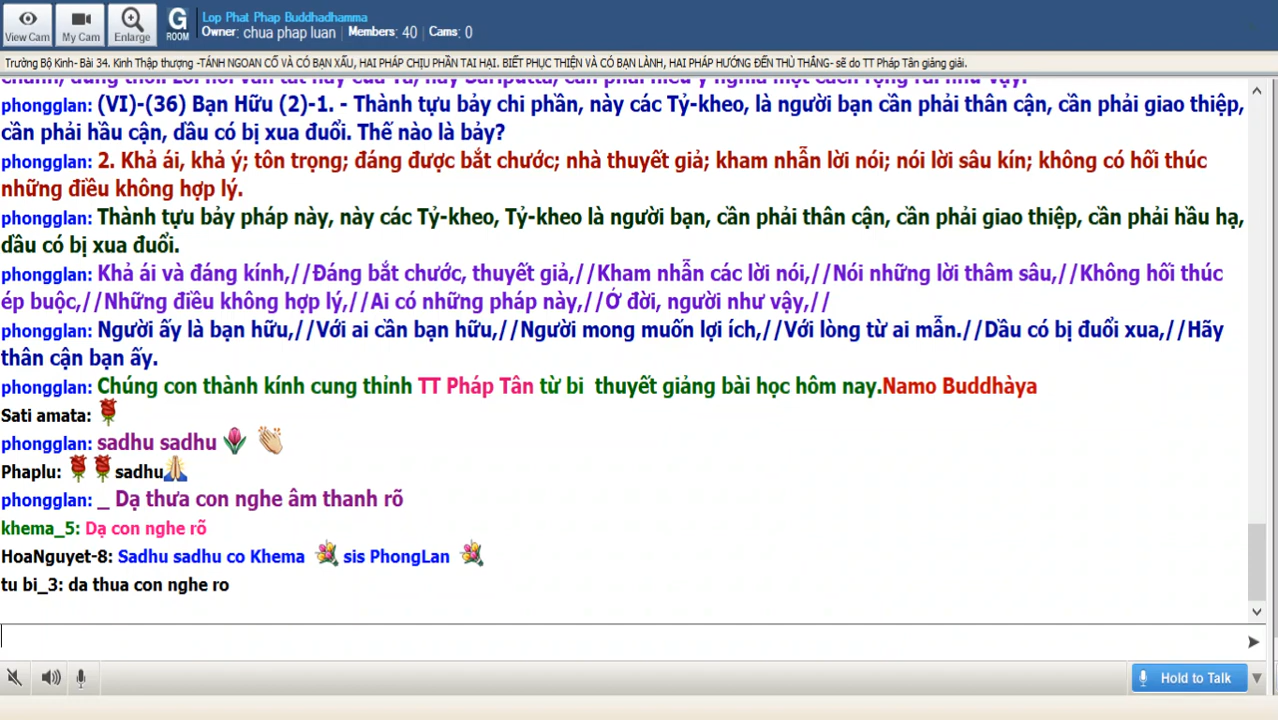 Lop Phat Phap Buddhadhamma
Owner: chua phap luan | Members: 40 | Cams: 0
View Cam
My Cam
Enlarge
G
ROOM
Trường Bộ Kinh- Bài 34. Kinh Thập thượng -TÁNH NGOAN CỐ VÀ CÓ BẠN XẤU, HAI PHÁP CHỊU PHẦN TAI HẠI. BIẾT PHỤC THIỆN VÀ CÓ BẠN LÀNH, HAI PHÁP HƯỚNG ĐẾN THÙ THẮNG- sẽ do TT Pháp Tân giảng giải.
phongglan: (VI)-(36) Bạn Hữu (2)-1. - Thành tựu bảy chi phần, này các Tỷ-kheo, là người bạn cần phải thân cận, cần phải giao thiệp,
cần phải hầu cận, dầu có bị xua đuổi. Thế nào là bảy?
phongglan: 2. Khả ái, khả ý; tôn trọng; đáng được bắt chước; nhà thuyết giả; kham nhẫn lời nói; nói lời sâu kín; không có hối thúc
những điều không hợp lý.
phongglan: Thành tựu bảy pháp này, này các Tỷ-kheo, Tỷ-kheo là người bạn, cần phải thân cận, cần phải giao thiệp, cần phải hầu hạ,
dầu có bị xua đuổi.
phongglan: Khả ái và đáng kính,//Đáng bắt chước, thuyết giả,//Kham nhẫn các lời nói,//Nói những lời thâm sâu,//Không hối thúc
ép buộc,//Những điều không hợp lý,//Ai có những pháp này,//Ở đời, người như vậy,//
phongglan: Người ấy là bạn hữu,//Với ai cần bạn hữu,//Người mong muốn lợi ích,//Với lòng từ ai mẫn.//Dầu có bị đuổi xua,//Hãy
thân cận bạn ấy.
phongglan: Chúng con thành kính cung thỉnh TT Pháp Tân từ bi thuyết giảng bài học hôm nay.Namo Buddhàya
Sati amata:
phongglan: sadhu sadhu
Phaplu: sadhu
phongglan: _ Dạ thưa con nghe âm thanh rõ
khema_5: Dạ con nghe rõ
HoaNguyet-8: Sadhu sadhu co Khema sis PhongLan
tu bi_3: da thua con nghe ro
Hold to Talk